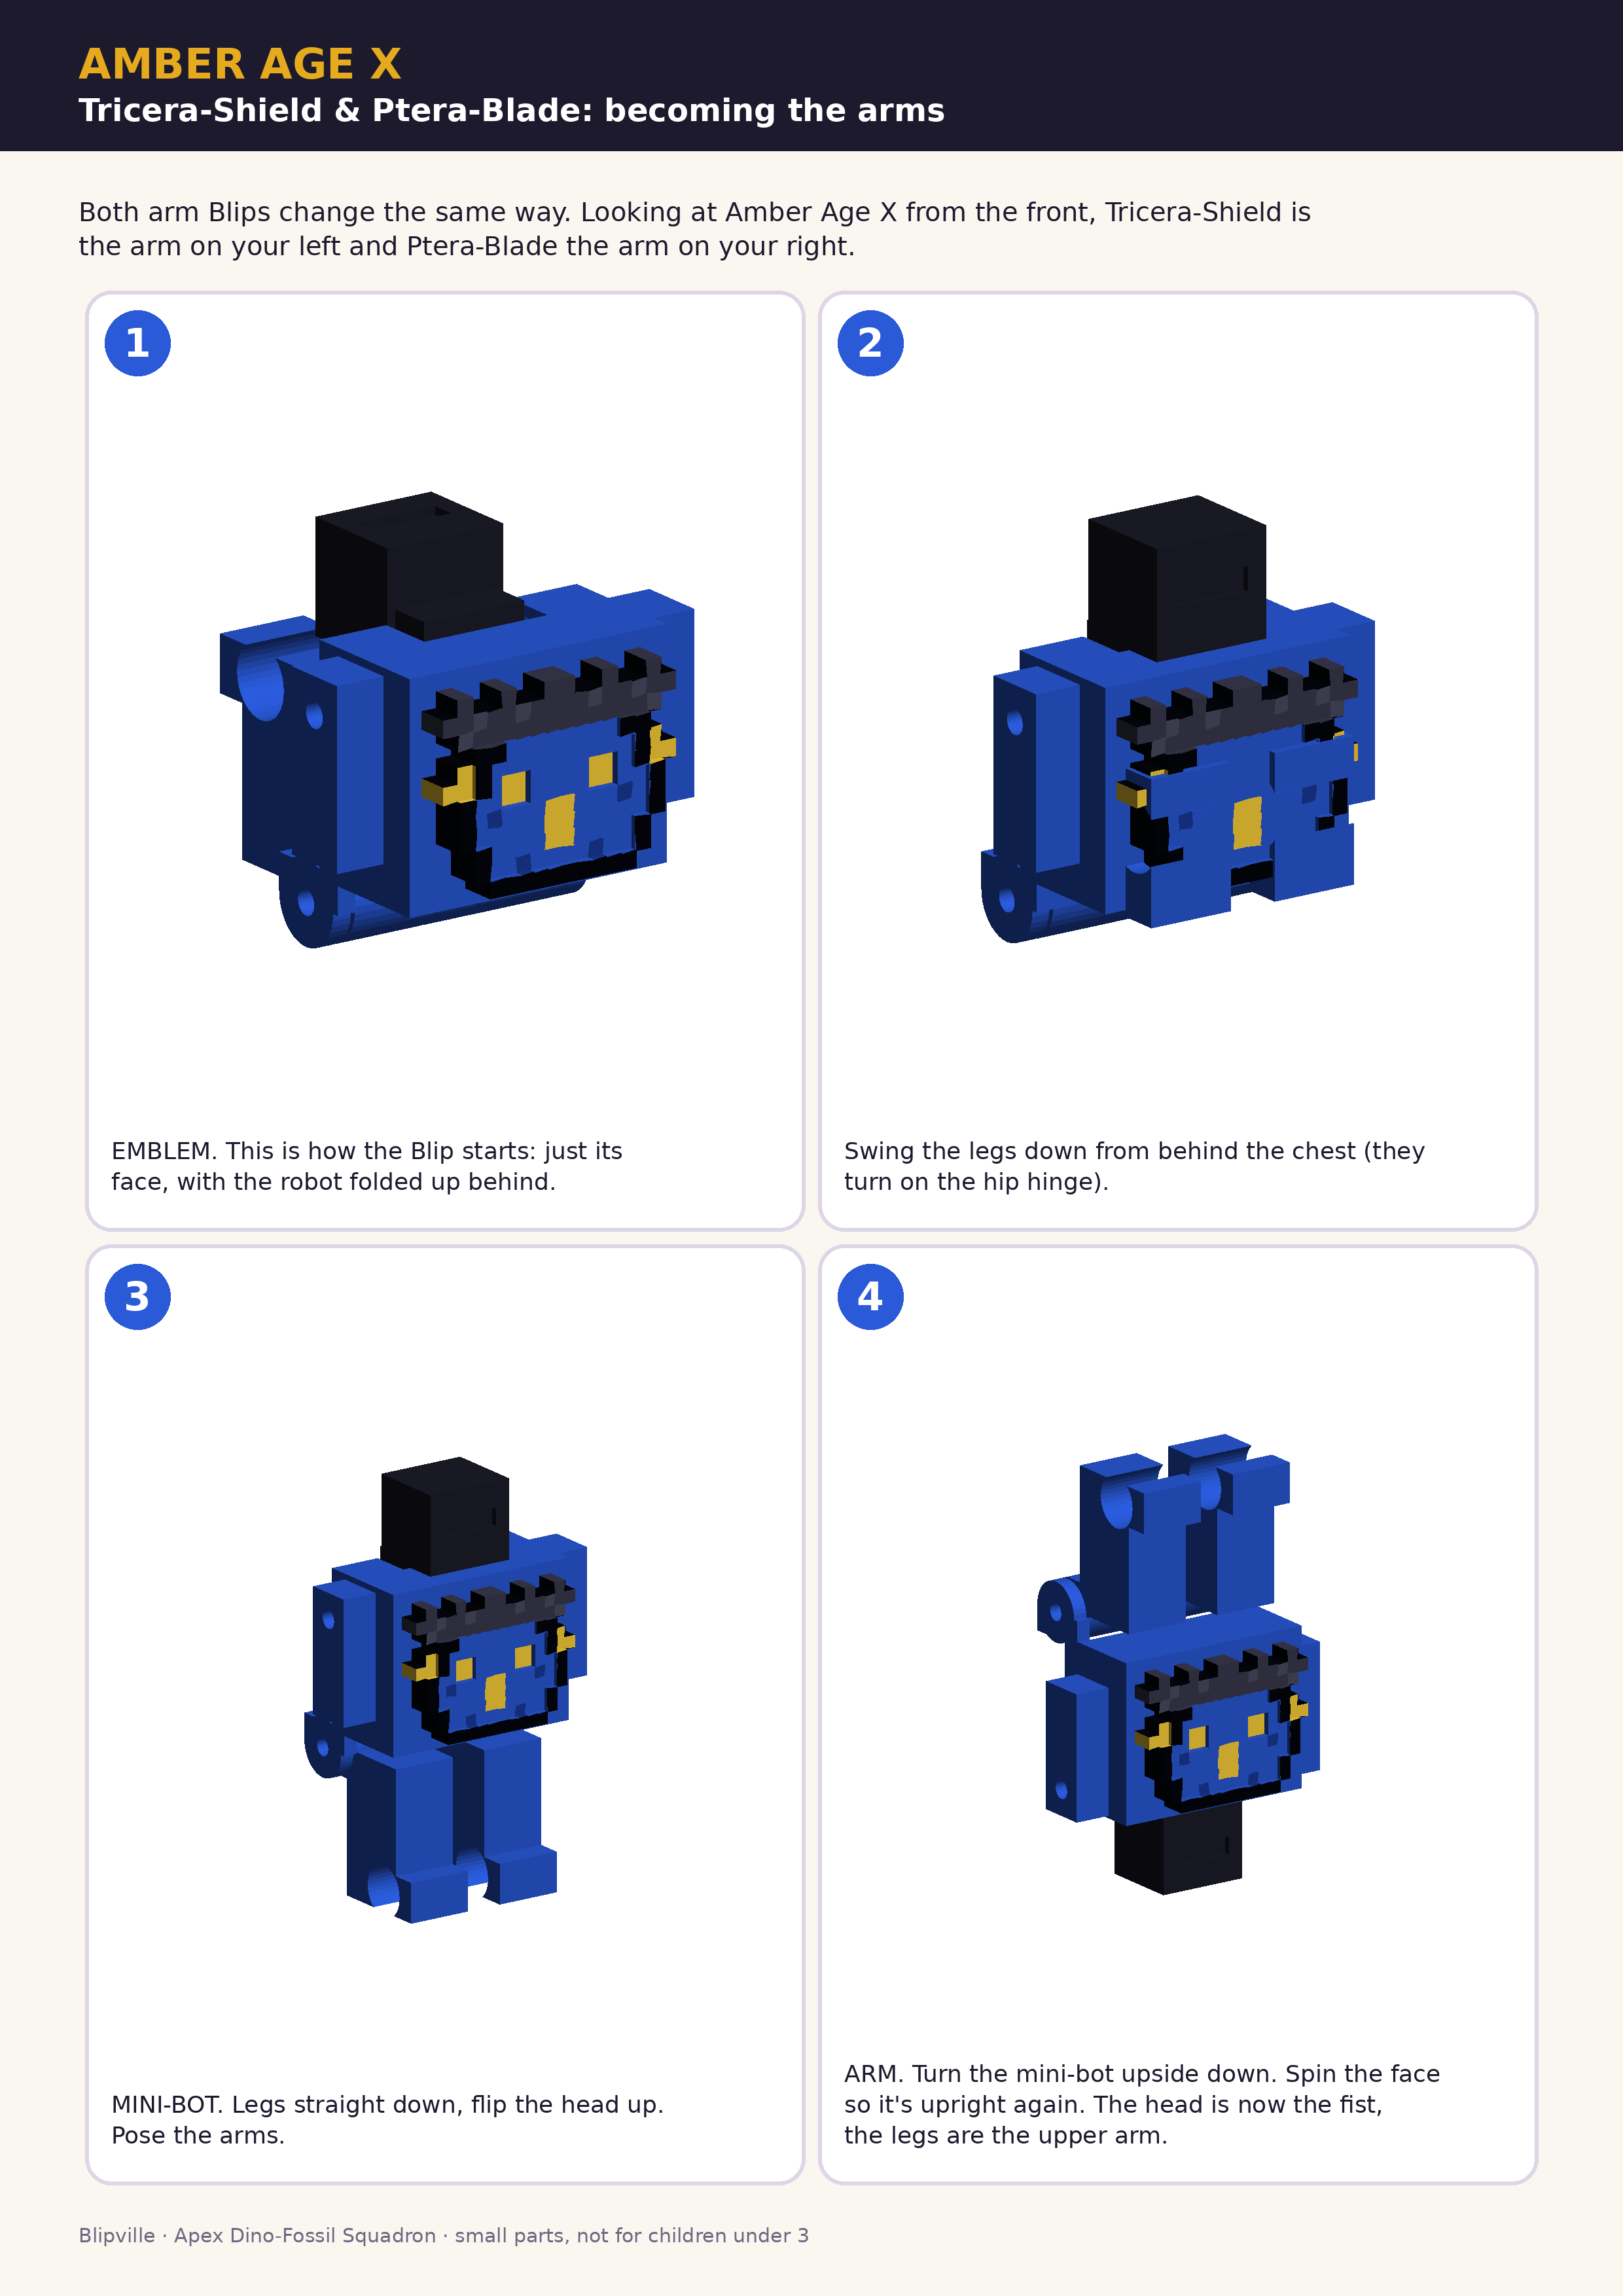 AMBER AGE X
Tricera-Shield & Ptera-Blade: becoming the arms
Both arm Blips change the same way. Looking at Amber Age X from the front, Tricera-Shield is
the arm on your left and Ptera-Blade the arm on your right.
1
EMBLEM. This is how the Blip starts: just its
face, with the robot folded up behind.
2
Swing the legs down from behind the chest (they
turn on the hip hinge).
3
MINI-BOT. Legs straight down, flip the head up.
Pose the arms.
4
ARM. Turn the mini-bot upside down. Spin the face
so it's upright again. The head is now the fist,
the legs are the upper arm.
Blipville · Apex Dino-Fossil Squadron · small parts, not for children under 3